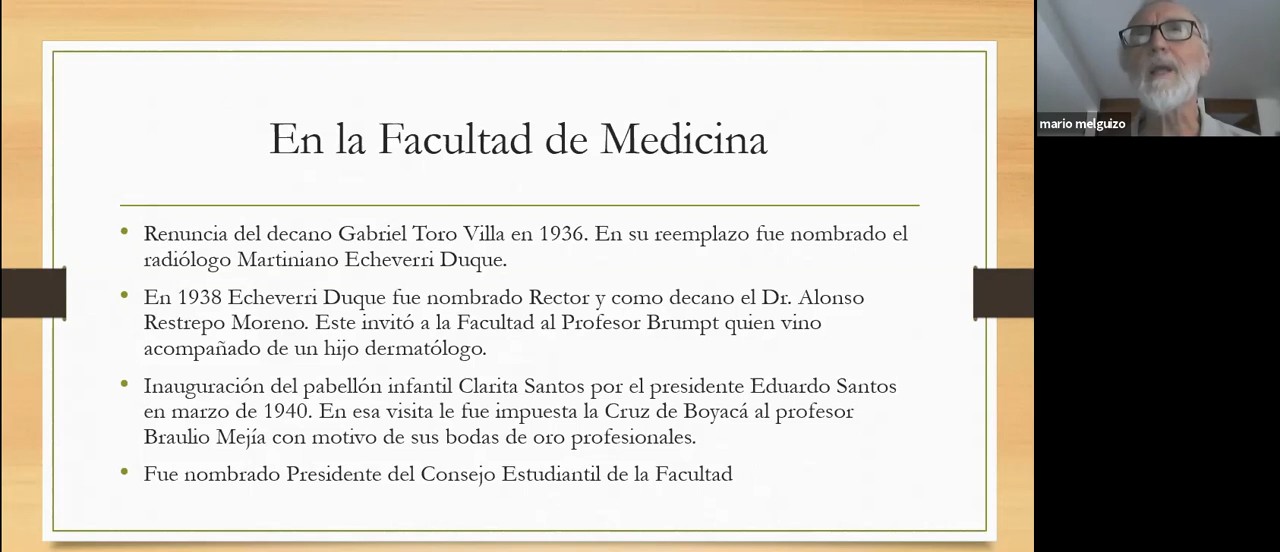 En la Facultad de Medicina
• Renuncia del decano Gabriel Toro Villa en 1936. En su reemplazo fue nombrado el
radiólogo Martiniano Echeverri Duque.
• En 1938 Echeverri Duque fue nombrado Rector y como decano el Dr. Alonso
Restrepo Moreno. Este invitó a la Facultad al Profesor Brumpt quien vino
acompañado de un hijo dermatólogo.
• Inauguración del pabellón infantil Clarita Santos por el presidente Eduardo Santos
en marzo de 1940. En esa visita le fue impuesta la Cruz de Boyacá al profesor
Braulio Mejía con motivo de sus bodas de oro profesionales.
• Fue nombrado Presidente del Consejo Estudiantil de la Facultad
mario melguizo